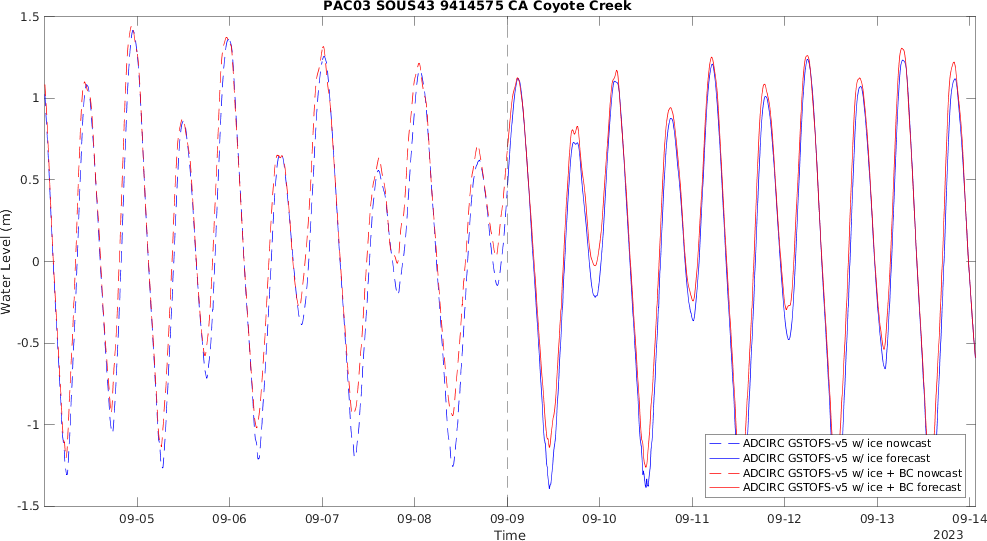 PAC03 SOUS43 9414575 CA Coyote Creek
1.5
1
0.5
0
-0.5
-1
-1.5
Water Level (m)
ADCIRC GSTOFS-v5 w/ ice nowcast
ADCIRC GSTOFS-v5 w/ ice forecast
ADCIRC GSTOFS-v5 w/ ice + BC nowcast
ADCIRC GSTOFS-v5 w/ ice + BC forecast
09-05 09-06 09-07 09-08 09-09 09-10 09-11 09-12 09-13 09-14
Time
2023